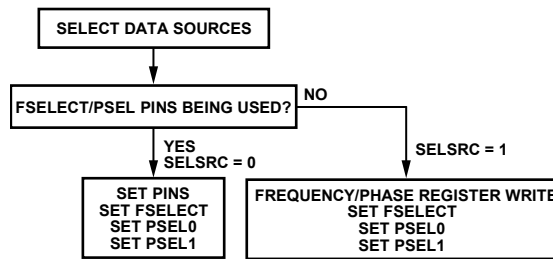 SELECT DATA SOURCES
FSELECT/PSEL PINS BEING USED?
NO
YES
SELSRC = 0
SELSRC = 1
SET PINS
SET FSELECT
SET PSEL0
SET PSEL1
FREQUENCY/PHASE REGISTER WRITE
SET FSELECT
SET PSEL0
SET PSEL1